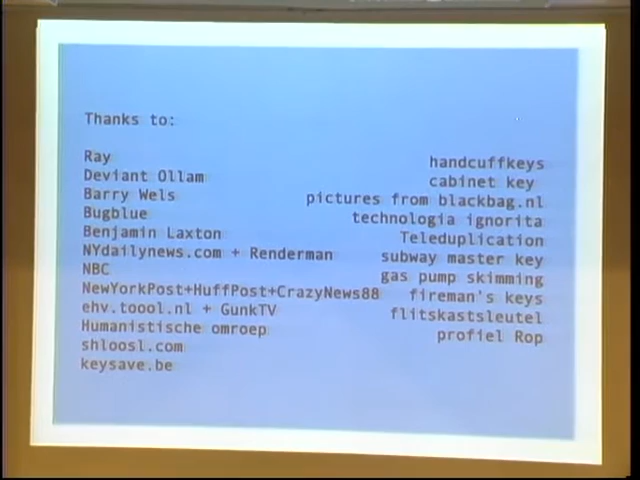 Thanks to:
Ray handcuffkeys
Deviant Ollam cabinet key
Barry Wels pictures from blackbag.nl
Bugblue technologia ignorita
Benjamin Laxton Teleduplication
NYdailynews.com + Renderman subway master key
NBC gas pump skimming
NewYorkPost+HuffPost+CrazyNews88 fireman's keys
ehv.toool.nl + GunkTV flitskastsleutel
Humanistische omroep profiel Rop
shloosl.com
keysave.be